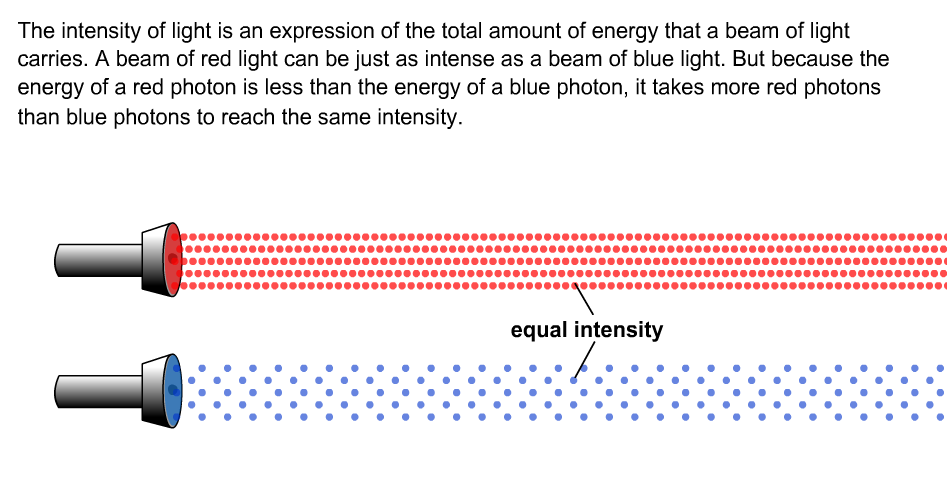 The intensity of light is an expression of the total amount of energy that a beam of light
carries. A beam of red light can be just as intense as a beam of blue light. But because the
energy of a red photon is less than the energy of a blue photon, it takes more red photons
than blue photons to reach the same intensity.
equal intensity